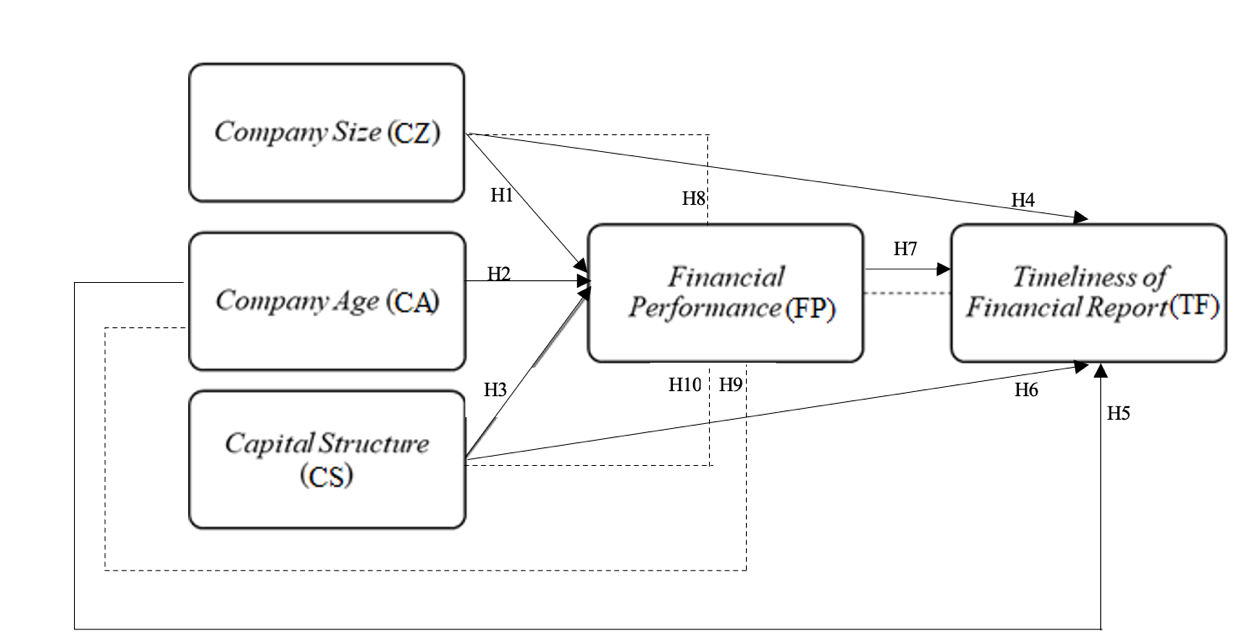 Company Size (CZ)
H1
H8
H4
Company Age (CA)
H2
Financial
Performance (FP)
H7
Timeliness of
Financial Report(TF)
H3
H10
H9
H6
H5
Capital Structure
(CS)